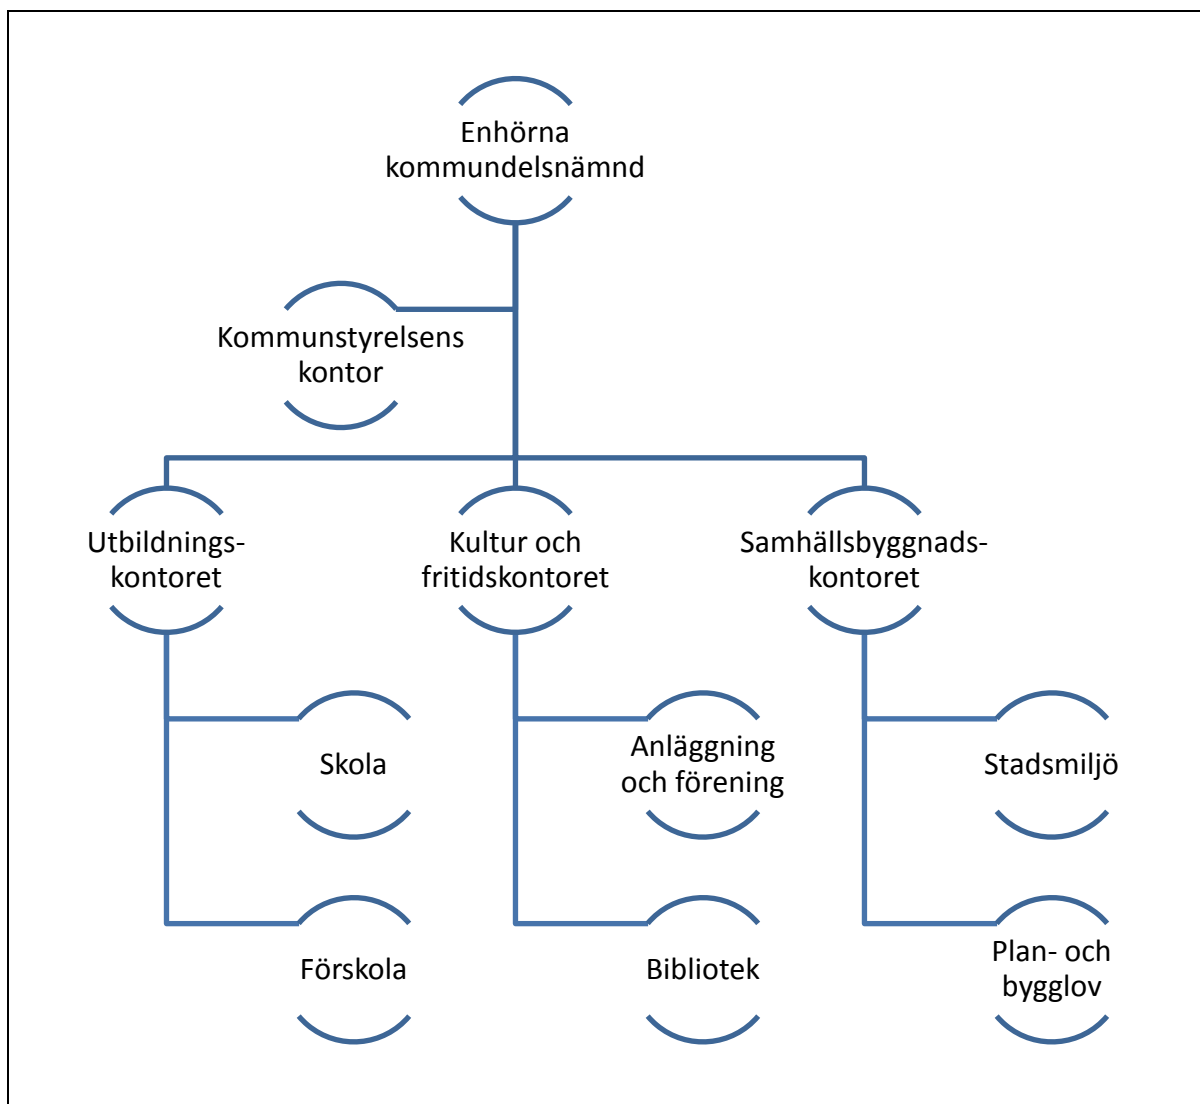 Enhörna
kommundelsnämnd
Kommunstyrelsens
kontor
Utbildnings-
kontoret
Kultur och
fritidskontoret
Samhällsbyggnads-
kontoret
Skola
Anläggning
och förening
Stadsmiljö
Förskola
Bibliotek
Plan- och
bygglov